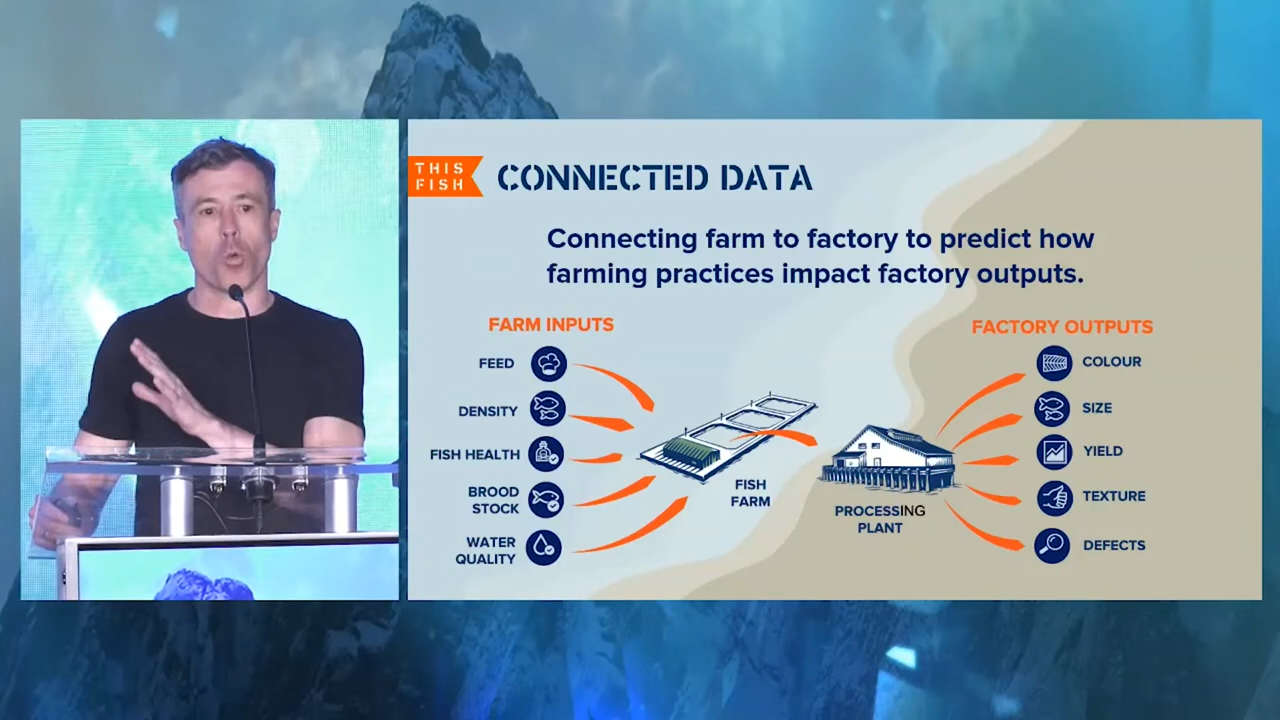 THIS
FISH
CONNECTED DATA
Connecting farm to factory to predict how
farming practices impact factory outputs.
FARM INPUTS
FEED
DENSITY
FISH HEALTH
BROOD
STOCK
WATER
QUALITY
FISH
FARM
PROCESSING
PLANT
FACTORY OUTPUTS
COLOUR
SIZE
YIELD
TEXTURE
DEFECTS